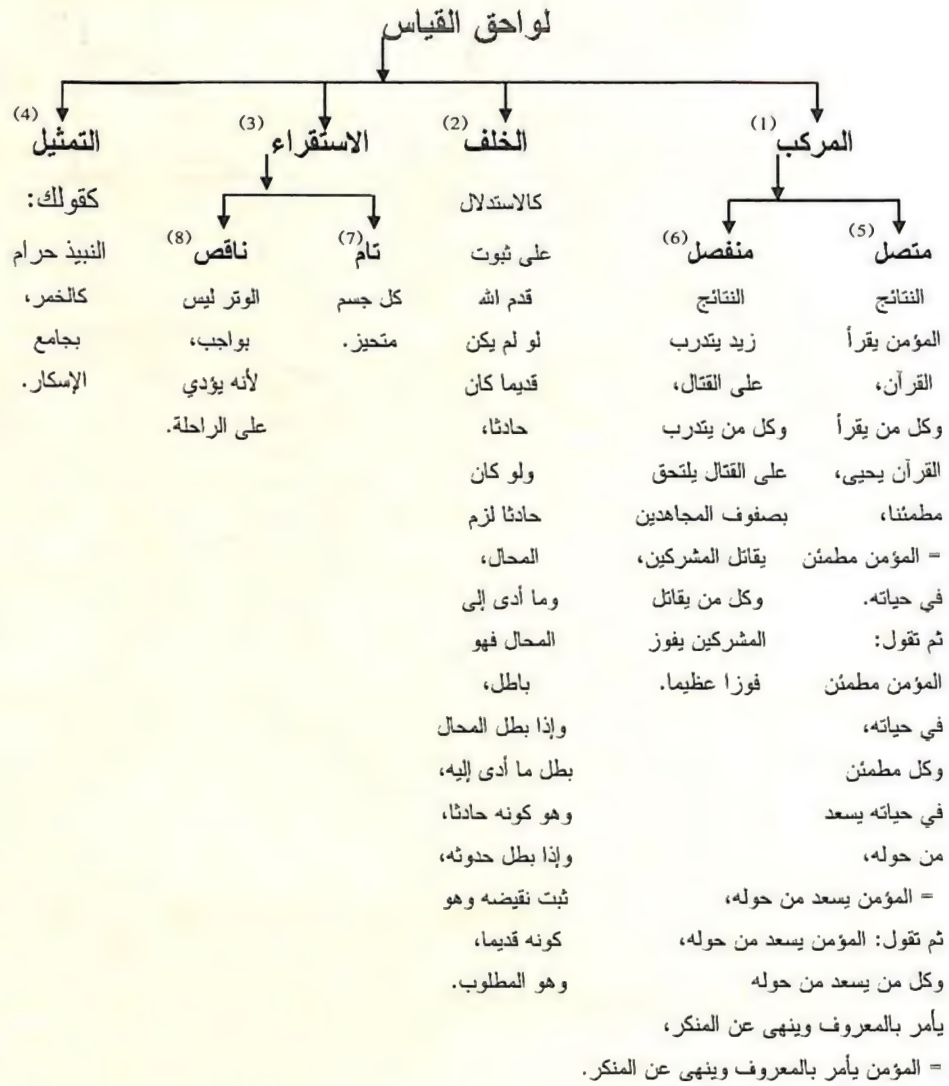 لواحق القياس
المركب (1)
الخلف (2)
الاستقراء (3)
التمثيل (4)
متصل (5)
النتائج
المؤمن يقرأ
القرآن،
وكل من يقرأ
القرآن يحيى،
مطمئنا،
= المؤمن مطمئن
في حياته.
ثم تقول:
المؤمن مطمئن
في حياته،
وكل مطمئن
في حياته يسعد
من حوله،
= المؤمن يسعد من حوله،
ثم تقول: المؤمن يسعد من حوله،
وكل من يسعد من حوله
يأمر بالمعروف وينهى عن المنكر،
= المؤمن يأمر بالمعروف وينهى عن المنكر.
منفصل (6)
النتائج
زيد يتدرب
على القتال،
وكل من يتدرب
على القتال يلتحق
بصفوف المجاهدين
يقاتل المشركين،
وكل من يقاتل
المشركين يفوز
فوزا عظيما.
كالاستدلال
على ثبوت
قدم الله
لو لم يكن
قديما كان
حادثا،
ولو كان
حادثا لزم
المحال،
وما أدى إلى
المحال فهو
باطل،
وإذا بطل المحال
بطل ما أدى إليه،
وهو كونه حادثا،
وإذا بطل حدوثه،
ثبت نقيضه وهو
كونه قديما،
وهو المطلوب.
تام (7)
كل جسم
متحيز.
ناقص (8)
الوتر ليس
بواجب،
لأنه يؤدي
على الراحلة.
كقولك:
النبيذ حرام
كالخمر،
بجامع
الإسكار.